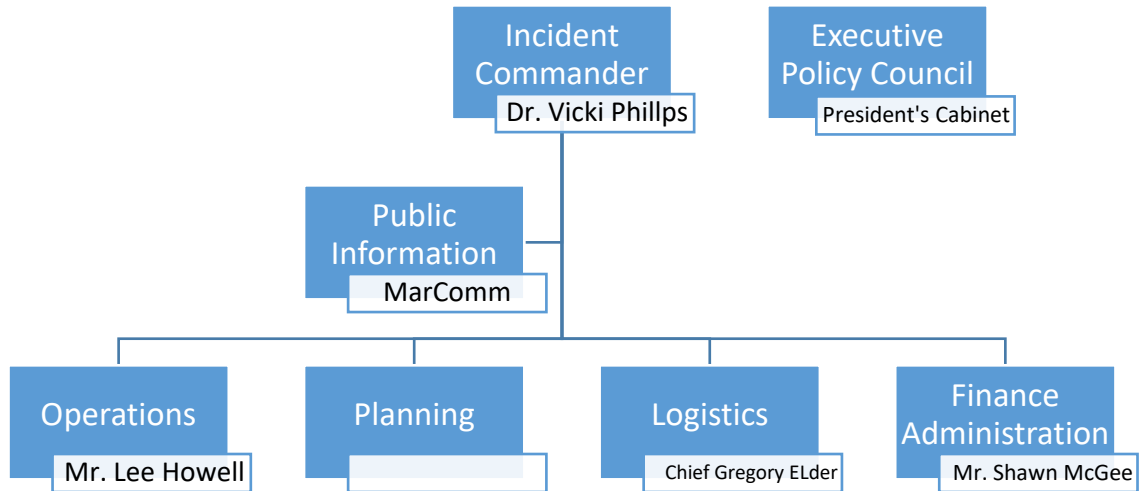 Incident
Commander
Dr. Vicki Phillps
Executive
Policy Council
President's Cabinet
Public
Information
MarComm
Operations
Mr. Lee Howell
Planning
Logistics
Chief Gregory ELder
Finance
Administration
Mr. Shawn McGee